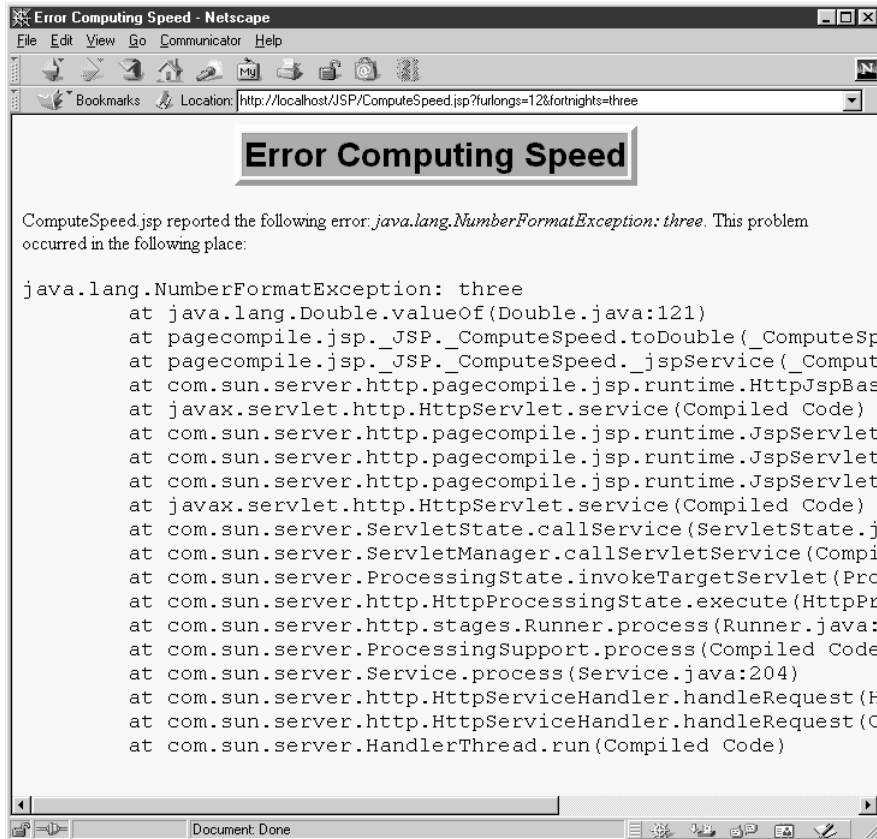 Error Computing Speed - Netscape
File Edit View Go Communicator Help
My
N
Bookmarks Location: http://localhost/JSP/ComputeSpeed.jsp?furlongs=12&fortnights=three
Error Computing Speed
ComputeSpeed.jsp reported the following error: java.lang.NumberFormatException: three. This problem
occurred in the following place:
java.lang.NumberFormatException: three
at java.lang.Double.valueOf(Double.java:121)
at pagecompile.jsp._JSP._ComputeSpeed.toDouble(_ComputeSp
at pagecompile.jsp._JSP._ComputeSpeed._jspService(_Comput
at com.sun.server.http.pagecompile.jsp.runtime.HttpJspBas
at javax.servlet.http.HttpServlet.service(Compiled Code)
at com.sun.server.http.pagecompile.jsp.runtime.JspServlet
at com.sun.server.http.pagecompile.jsp.runtime.JspServlet
at com.sun.server.http.pagecompile.jsp.runtime.JspServlet
at javax.servlet.http.HttpServlet.service(Compiled Code)
at com.sun.server.ServletState.callService(ServletState.j
at com.sun.server.ServletManager.callServletService(Compi
at com.sun.server.ProcessingState.invokeTargetServlet(Pro
at com.sun.server.http.HttpProcessingState.execute(HttpPr
at com.sun.server.http.stages.Runner.process(Runner.java:
at com.sun.server.ProcessingSupport.process(Compiled Code
at com.sun.server.Service.process(Service.java:204)
at com.sun.server.http.HttpServiceHandler.handleRequest(H
at com.sun.server.http.HttpServiceHandler.handleRequest(C
at com.sun.server.HandlerThread.run(Compiled Code)
Document: Done